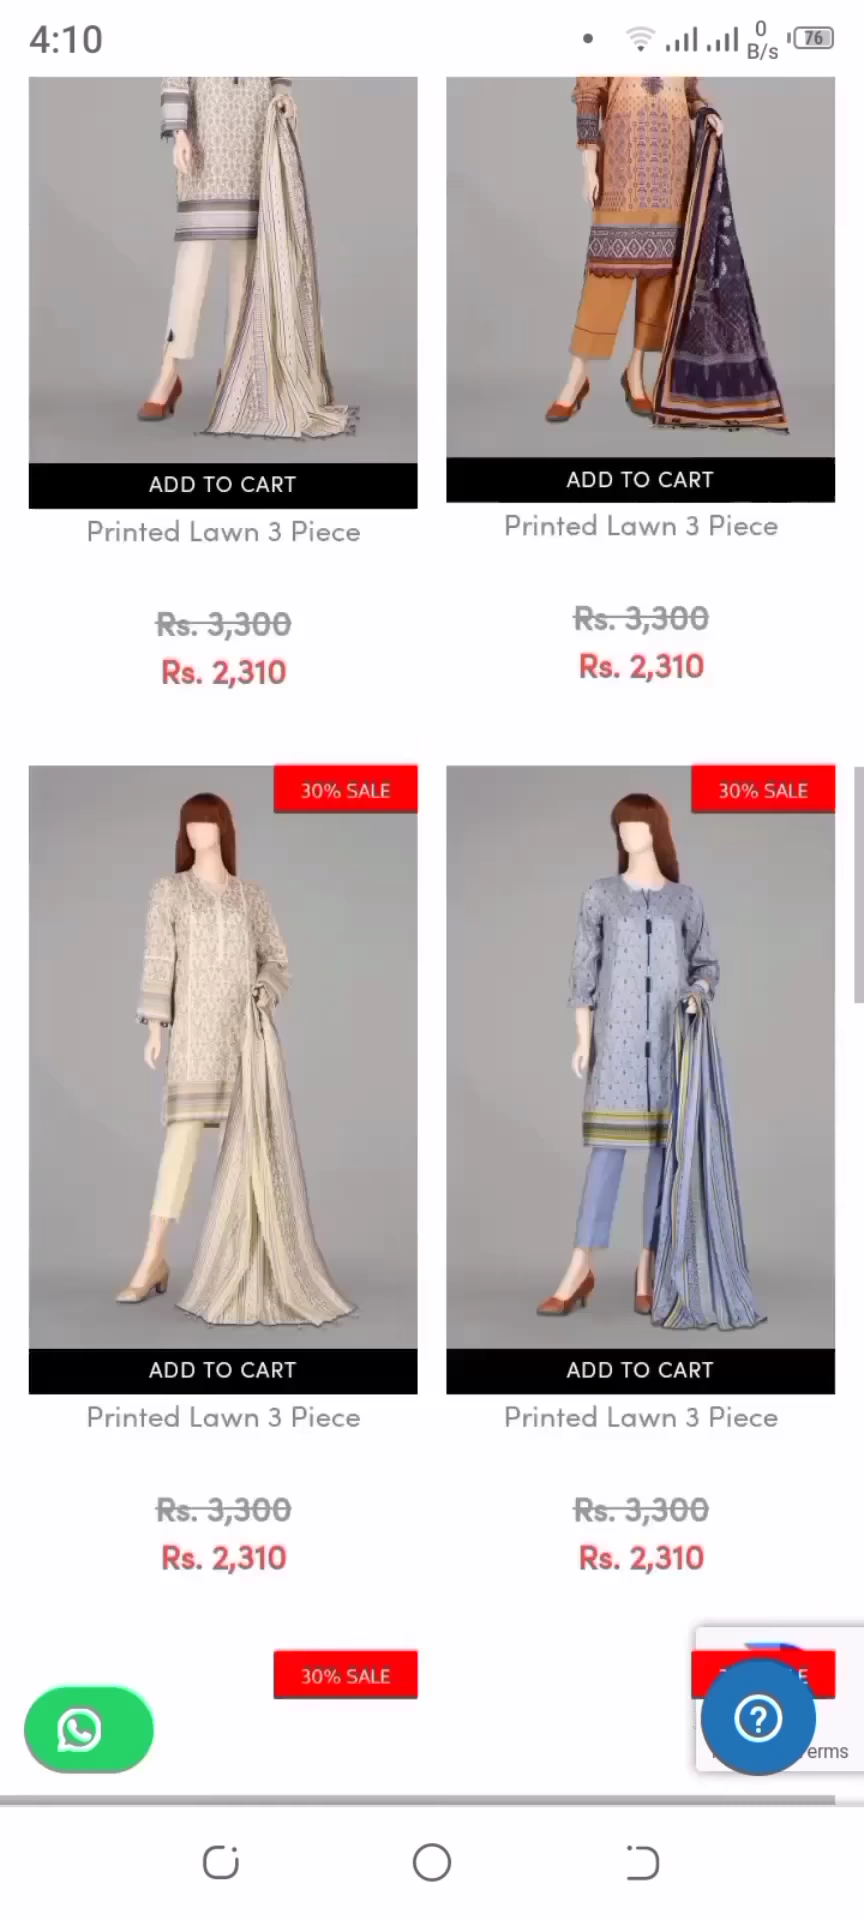 4:10
0
B/s
76
ADD TO CART
ADD TO CART
Printed Lawn 3 Piece
Printed Lawn 3 Piece
Rs. 3,300
Rs. 3,300
Rs. 2,310
Rs. 2,310
30% SALE
30% SALE
ADD TO CART
ADD TO CART
Printed Lawn 3 Piece
Printed Lawn 3 Piece
Rs. 3,300
Rs. 3,300
Rs. 2,310
Rs. 2,310
30% SALE
?